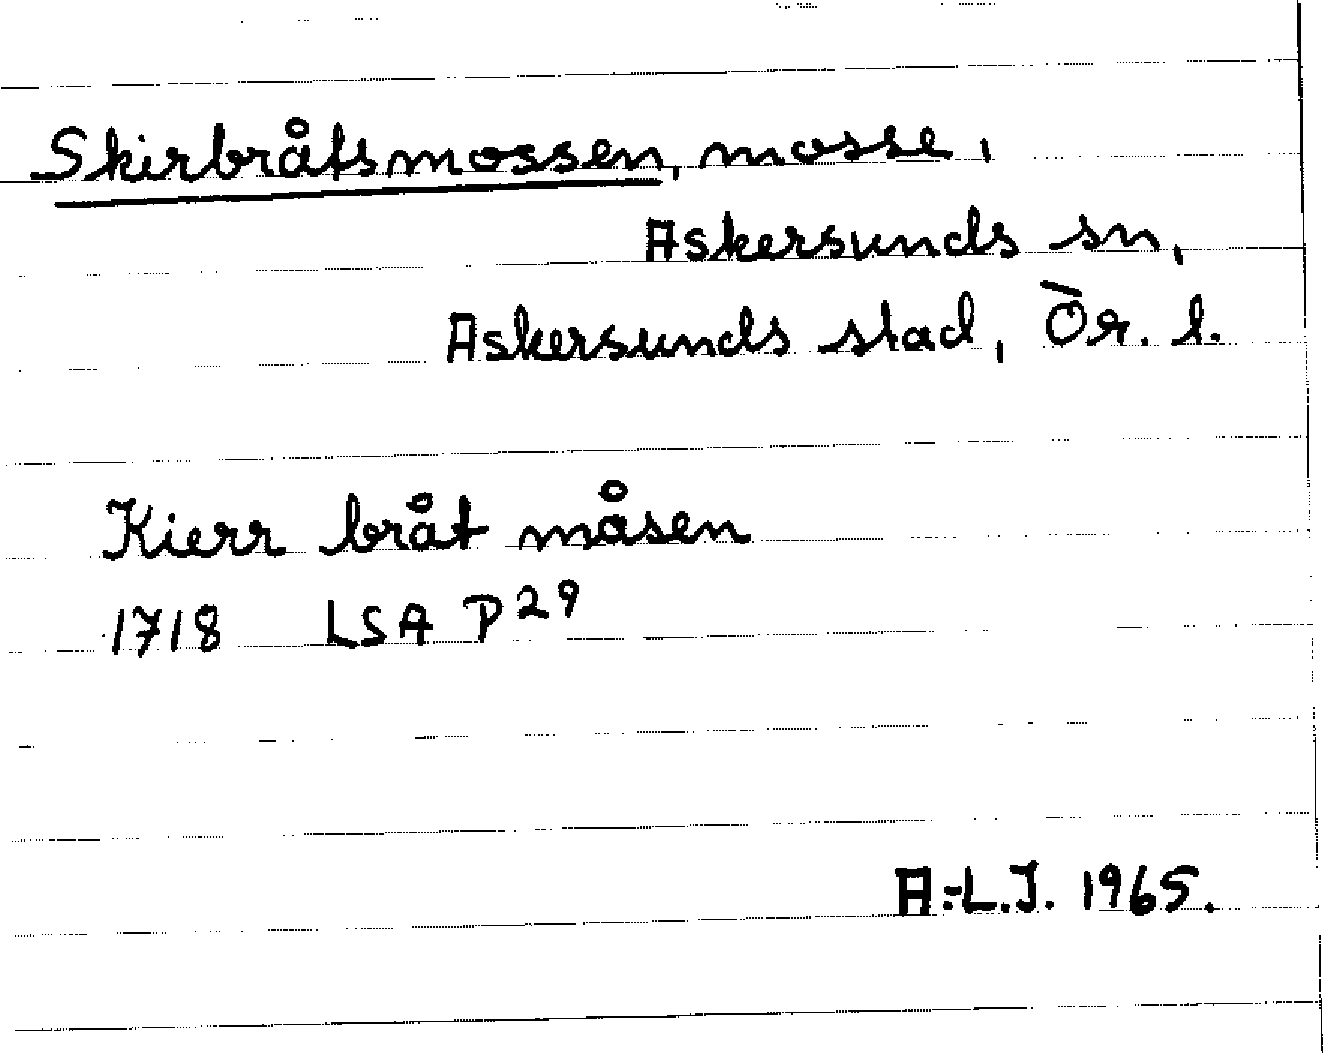 Skirbråtsmossen, mosse,
Askersunds sn,
Askersunds stad, Ör. l.
Kierr bråt måsen
1718 LSA P29
A.-L.J. 1965.